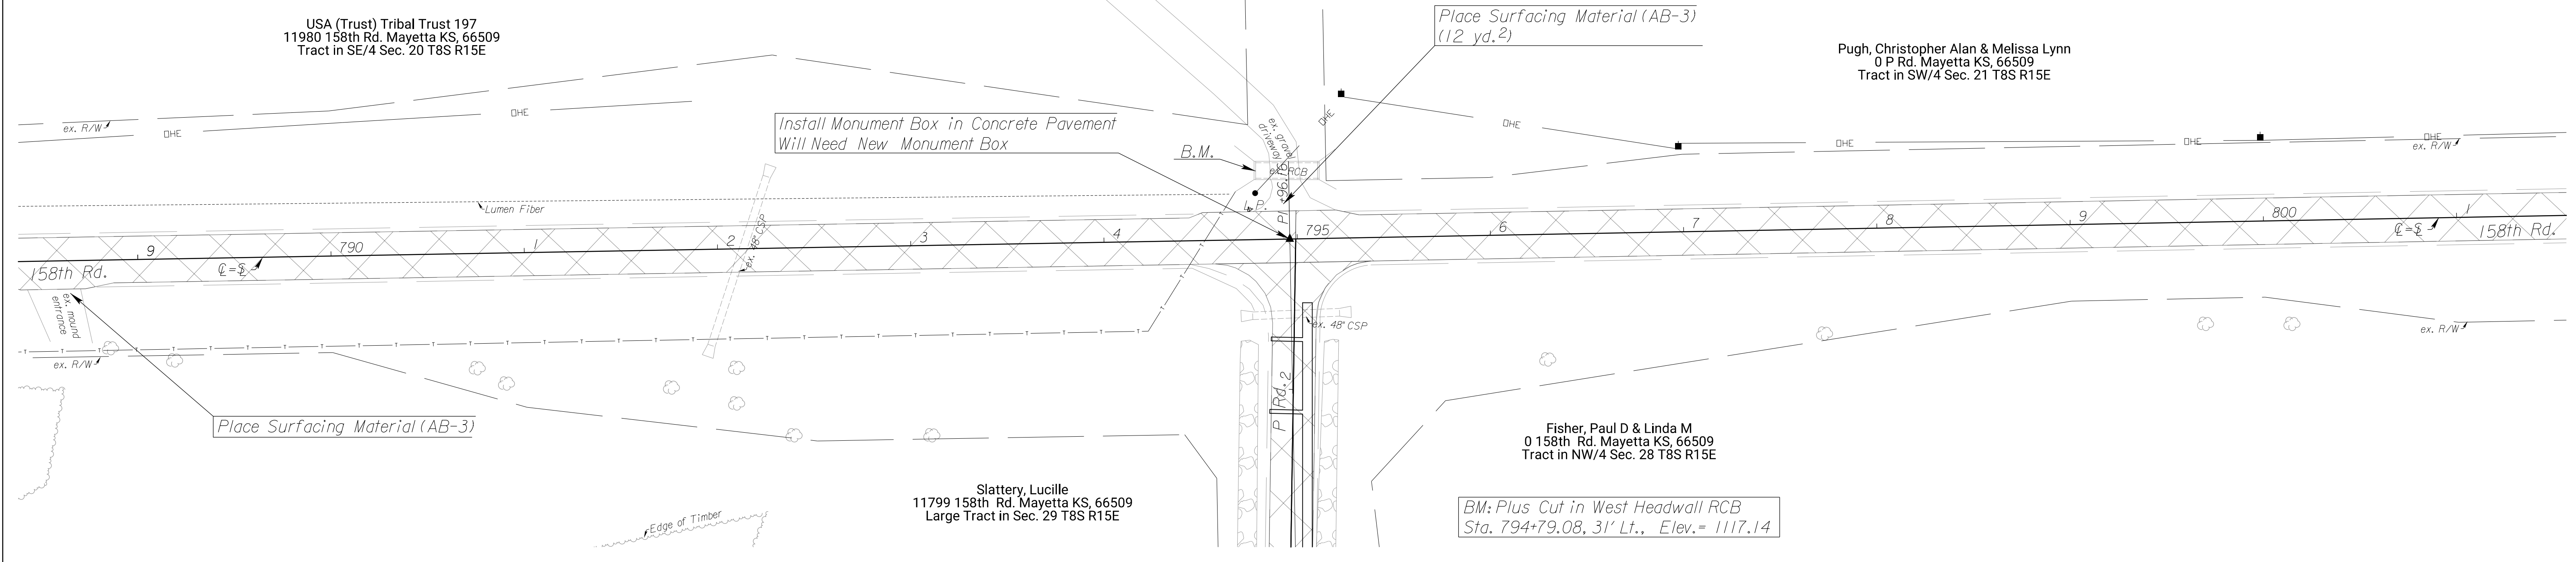 USA (Trust) Tribal Trust 197
11980 158th Rd. Mayetta KS, 66509
Tract in SE/4 Sec. 20 T8S R15E
Place Surfacing Material (AB-3)
(12 yd.²)
Pugh, Christopher Alan & Melissa Lynn
0 P Rd. Mayetta KS, 66509
Tract in SW/4 Sec. 21 T8S R15E
ex. R/W
OHE
OHE
Install Monument Box in Concrete Pavement
Will Need New Monument Box
B.M.
ex. gravel
driveway
OHE
OHE
OHE
OHE
OHE
ex. R/W
ex. RCB
PI +96.165
L.P.
Lumen Fiber
ex. 48" CSP
9
790
1
2
3
4
795
6
7
8
9
800
1
158th Rd.
℄=
℄=
158th Rd.
ex. mound
entrance
T T T T T T T T T T T T T T T T T T T T
ex. R/W
ex. 48" CSP
ex. R/W
P Rd.
2
Place Surfacing Material (AB-3)
Fisher, Paul D & Linda M
0 158th Rd. Mayetta KS, 66509
Tract in NW/4 Sec. 28 T8S R15E
Slattery, Lucille
11799 158th Rd. Mayetta KS, 66509
Large Tract in Sec. 29 T8S R15E
Edge of Timber
BM: Plus Cut in West Headwall RCB
Sta. 794+79.08, 31' Lt., Elev.= 1117.14